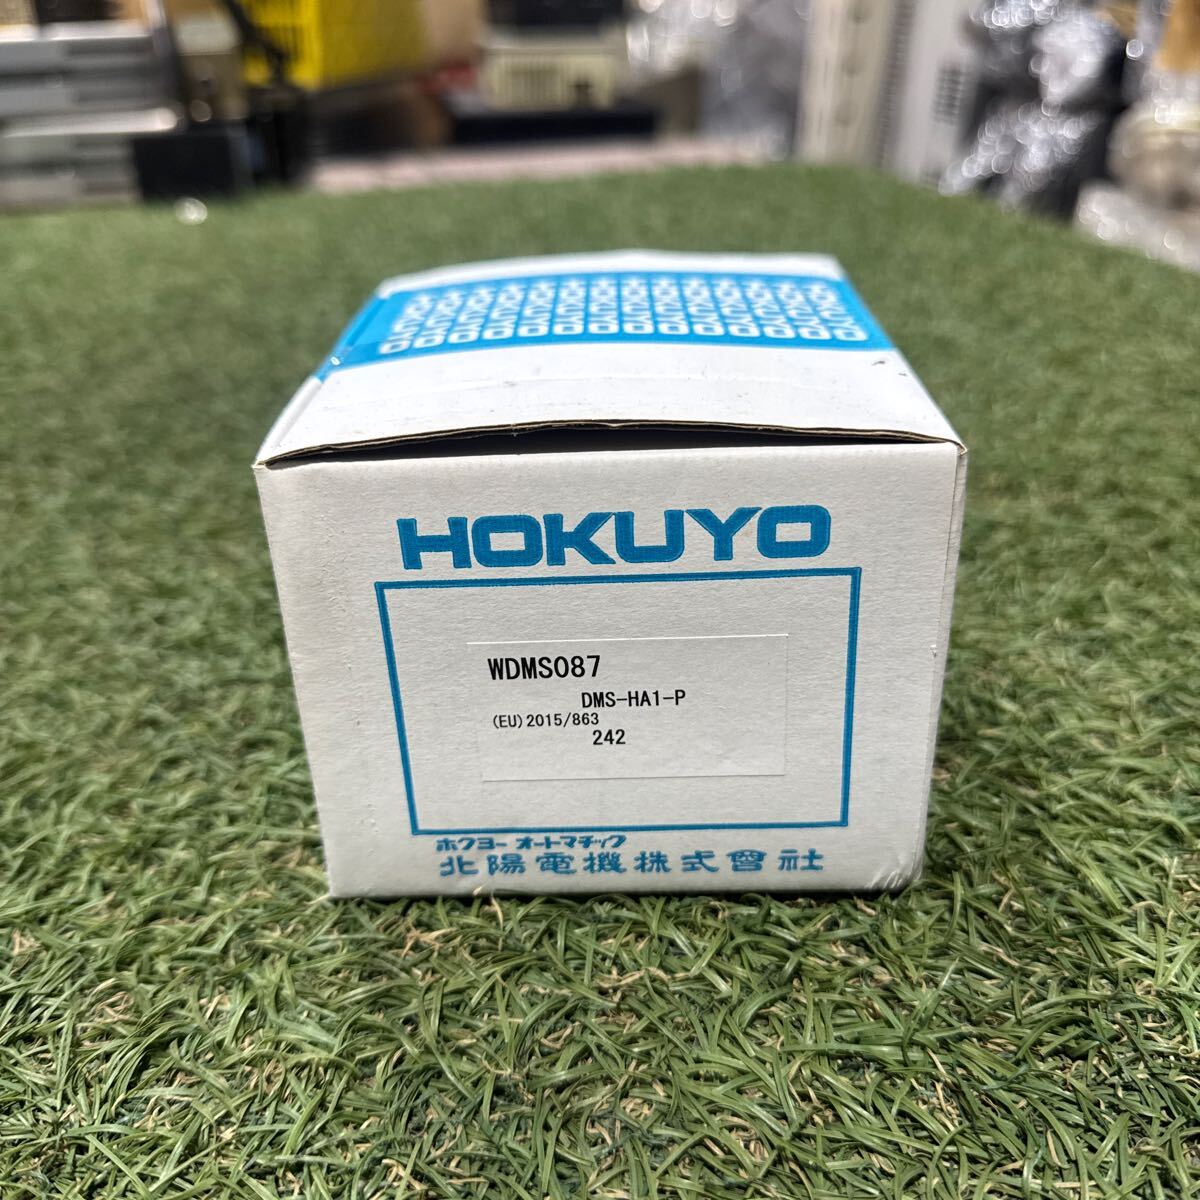 HOKUYO
WDMS087
DMS-HA1-P
(EU)2015/863
242
ホクヨー オートマチック
北陽電機株式會社